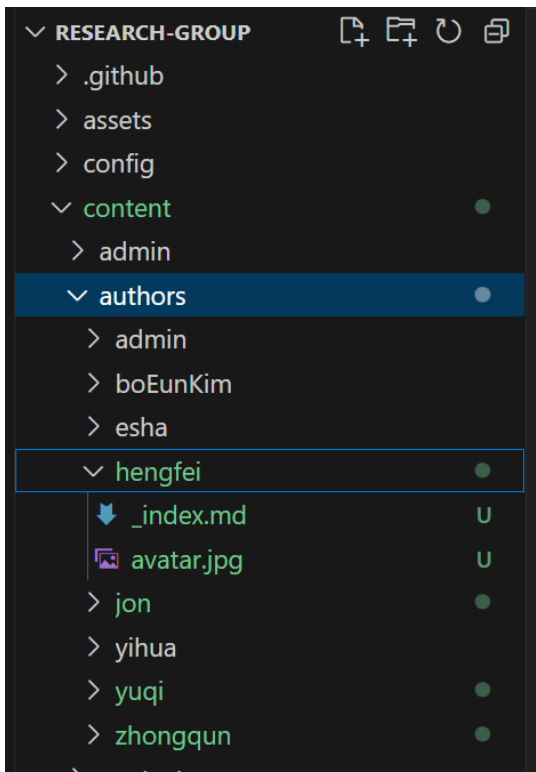 RESEARCH-GROUP
.github
assets
config
content
admin
authors
admin
boEunKim
esha
hengfei
_index.md U
avatar.jpg U
jon
yihua
yuqi
zhongqun